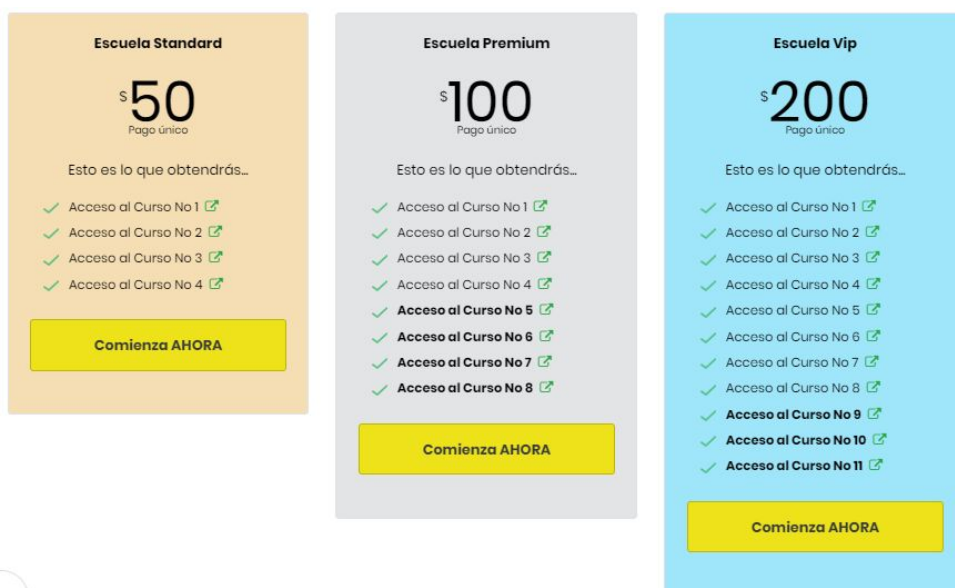 Escuela Standard
$50
Pago único
Esto es lo que obtendrás...
Acceso al Curso No 1
Acceso al Curso No 2
Acceso al Curso No 3
Acceso al Curso No 4
Comienza AHORA
Escuela Premium
$100
Pago único
Esto es lo que obtendrás...
Acceso al Curso No 1
Acceso al Curso No 2
Acceso al Curso No 3
Acceso al Curso No 4
Acceso al Curso No 5
Acceso al Curso No 6
Acceso al Curso No 7
Acceso al Curso No 8
Comienza AHORA
Escuela Vip
$200
Pago único
Esto es lo que obtendrás...
Acceso al Curso No 1
Acceso al Curso No 2
Acceso al Curso No 3
Acceso al Curso No 4
Acceso al Curso No 5
Acceso al Curso No 6
Acceso al Curso No 7
Acceso al Curso No 8
Acceso al Curso No 9
Acceso al Curso No 10
Acceso al Curso No 11
Comienza AHORA